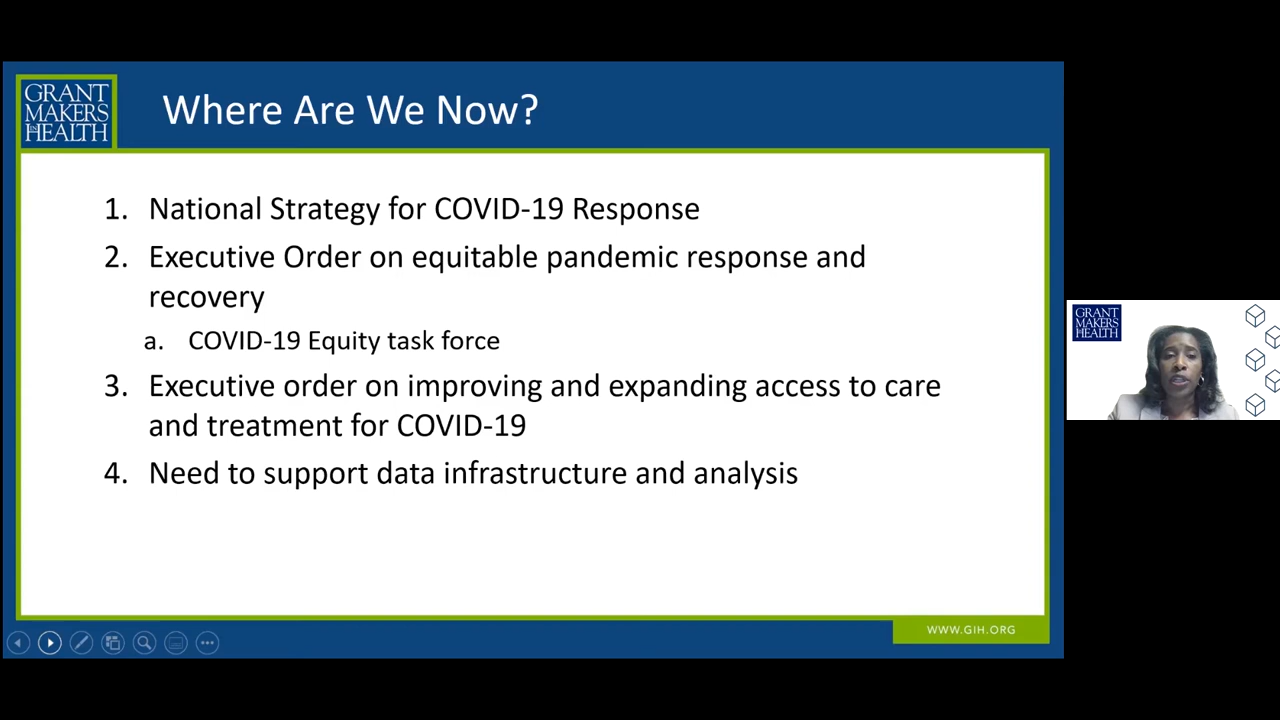 GRANT
MAKERS
IN HEALTH
Where Are We Now?
1. National Strategy for COVID-19 Response
2. Executive Order on equitable pandemic response and
recovery
a. COVID-19 Equity task force
3. Executive order on improving and expanding access to care
and treatment for COVID-19
4. Need to support data infrastructure and analysis
WWW.GIH.ORG
GRANT
MAKERS
IN HEALTH